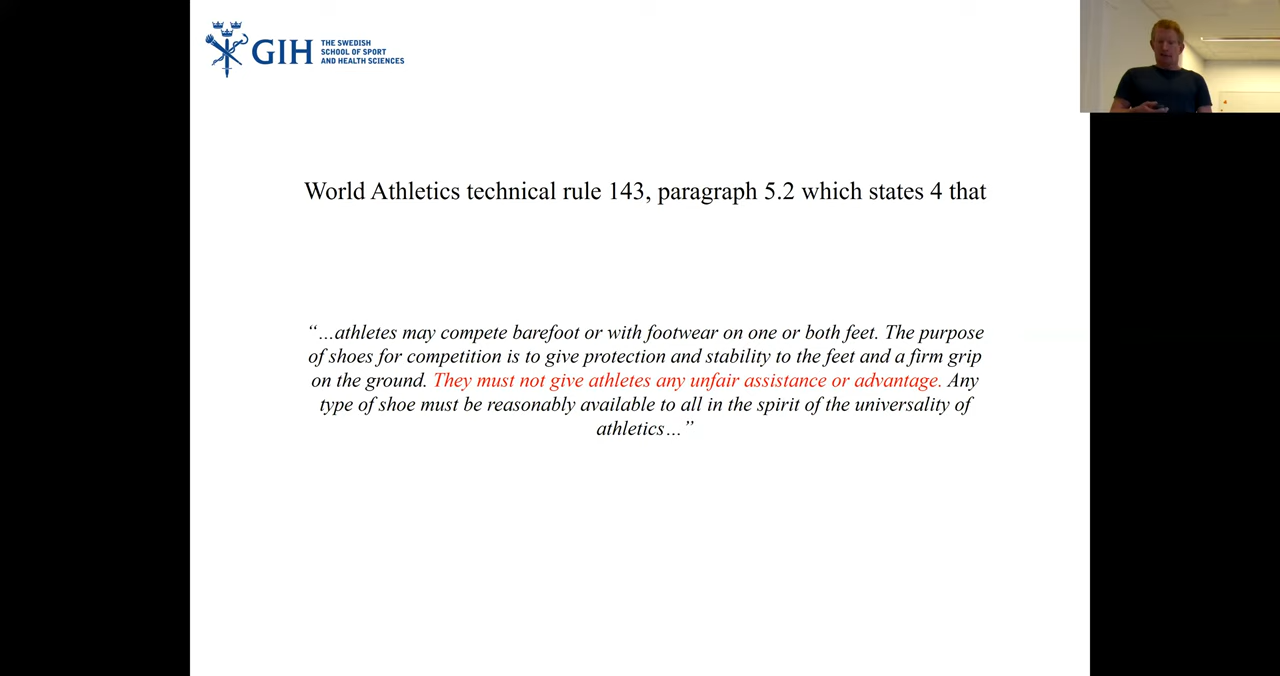 GIH
THE SWEDISH
SCHOOL OF SPORT
AND HEALTH SCIENCES
World Athletics technical rule 143, paragraph 5.2 which states 4 that
“…athletes may compete barefoot or with footwear on one or both feet. The purpose
of shoes for competition is to give protection and stability to the feet and a firm grip
on the ground. They must not give athletes any unfair assistance or advantage. Any
type of shoe must be reasonably available to all in the spirit of the universality of
athletics…”